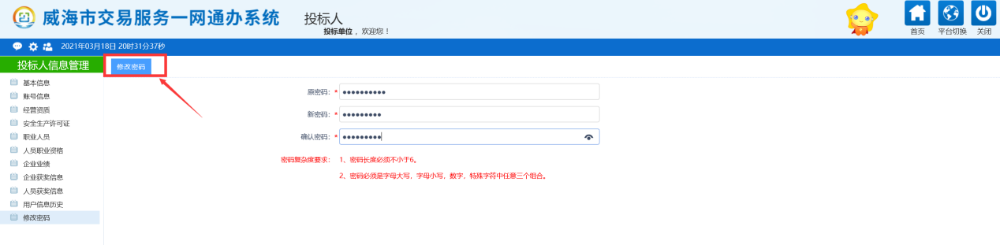 威海市交易服务一网通办系统
投标人
投标单位，欢迎您！
首页
平台切换
关闭
2021年03月18日 20时31分37秒
投标人信息管理
修改密码
基本信息
账号信息
经营资质
安全生产许可证
职业人员
人员职业资格
企业业绩
企业获奖信息
人员获奖信息
用户信息历史
修改密码
原密码：*
新密码：*
确认密码：*
密码复杂度要求： 1、密码长度必须不小于6。
2、密码必须是字母大写，字母小写，数字，特殊字符中任意三个组合。